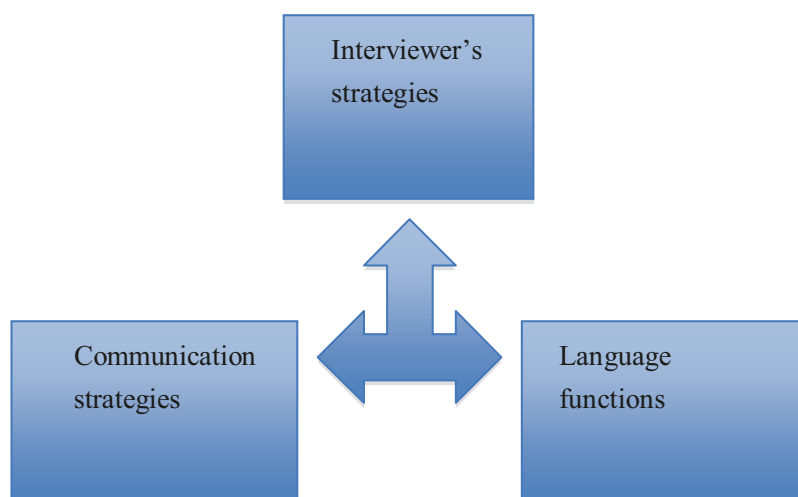 Interviewer’s
strategies
Communication
strategies
Language
functions